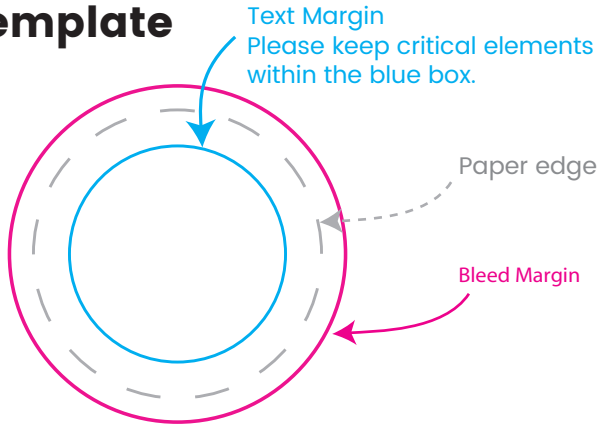 emplate
Text Margin
Please keep critical elements
within the blue box.
Paper edge
Bleed Margin